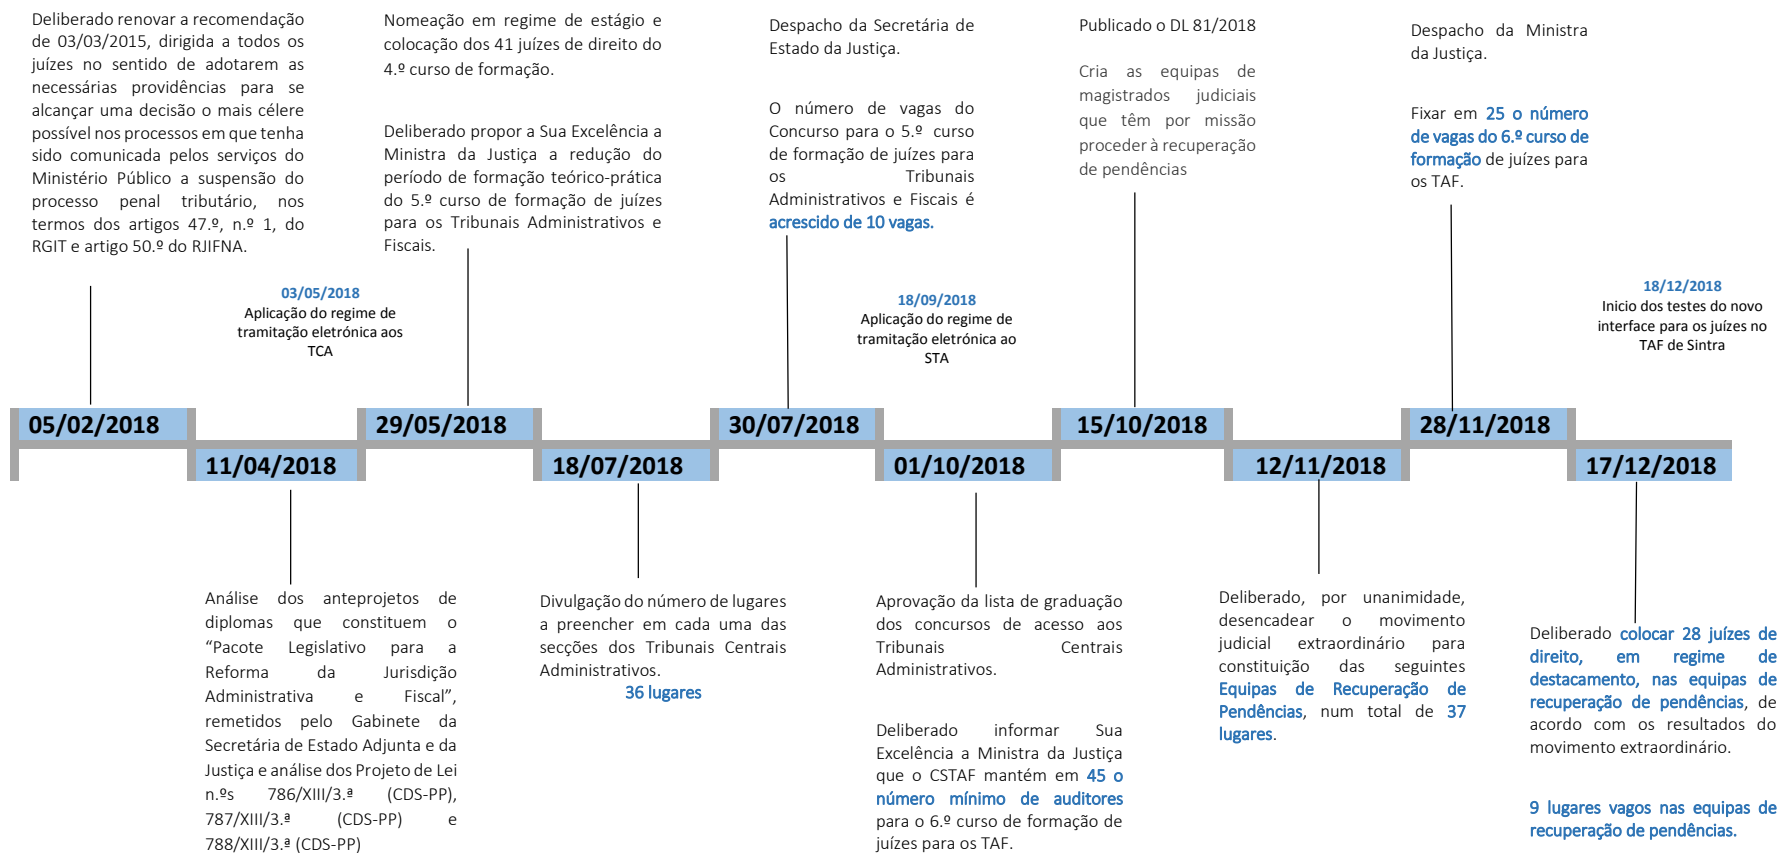 Deliberado renovar a recomendação
de 03/03/2015, dirigida a todos os
juízes no sentido de adotarem as
necessárias providências para se
alcançar uma decisão o mais célere
possível nos processos em que tenha
sido comunicada pelos serviços do
Ministério Público a suspensão do
processo penal tributário, nos
termos dos artigos 47.º, n.º 1, do
RGIT e artigo 50.º do RJIFNA.
Nomeação em regime de estágio e
colocação dos 41 juízes de direito do
4.º curso de formação.
Deliberado propor a Sua Excelência a
Ministra da Justiça a redução do
período de formação teórico-prática
do 5.º curso de formação de juízes
para os Tribunais Administrativos e
Fiscais.
Despacho da Secretária de
Estado da Justiça.
O número de vagas do
Concurso para o 5.º curso
de formação de juízes para
os Tribunais
Administrativos e Fiscais é
acrescido de 10 vagas.
Publicado o DL 81/2018
Cria as equipas de
magistrados judiciais
que têm por missão
proceder à recuperação
de pendências
Despacho da Ministra
da Justiça.
Fixar em 25 o número
de vagas do 6.º curso de
formação de juízes para
os TAF.
03/05/2018
Aplicação do regime de
tramitação eletrónica aos
TCA
18/09/2018
Aplicação do regime de
tramitação eletrónica ao
STA
18/12/2018
Inicio dos testes do novo
interface para os juízes no
TAF de Sintra
05/02/2018
11/04/2018
29/05/2018
18/07/2018
30/07/2018
01/10/2018
15/10/2018
12/11/2018
28/11/2018
17/12/2018
Análise dos anteprojetos de
diplomas que constituem o
“Pacote Legislativo para a
Reforma da Jurisdição
Administrativa e Fiscal”,
remetidos pelo Gabinete da
Secretária de Estado Adjunta e da
Justiça e análise dos Projeto de Lei
n.ºs 786/XIII/3.ª (CDS-PP),
787/XIII/3.ª (CDS-PP) e
788/XIII/3.ª (CDS-PP)
Divulgação do número de lugares
a preencher em cada uma das
secções dos Tribunais Centrais
Administrativos.
36 lugares
Aprovação da lista de graduação
dos concursos de acesso aos
Tribunais Centrais
Administrativos.
Deliberado informar Sua
Excelência a Ministra da Justiça
que o CSTAF mantém em 45 o
número mínimo de auditores
para o 6.º curso de formação de
juízes para os TAF.
Deliberado, por unanimidade,
desencadear o movimento
judicial extraordinário para
constituição das seguintes
Equipas de Recuperação de
Pendências, num total de 37
lugares.
Deliberado colocar 28 juízes de
direito, em regime de
destacamento, nas equipas de
recuperação de pendências, de
acordo com os resultados do
movimento extraordinário.
9 lugares vagos nas equipas de
recuperação de pendências.